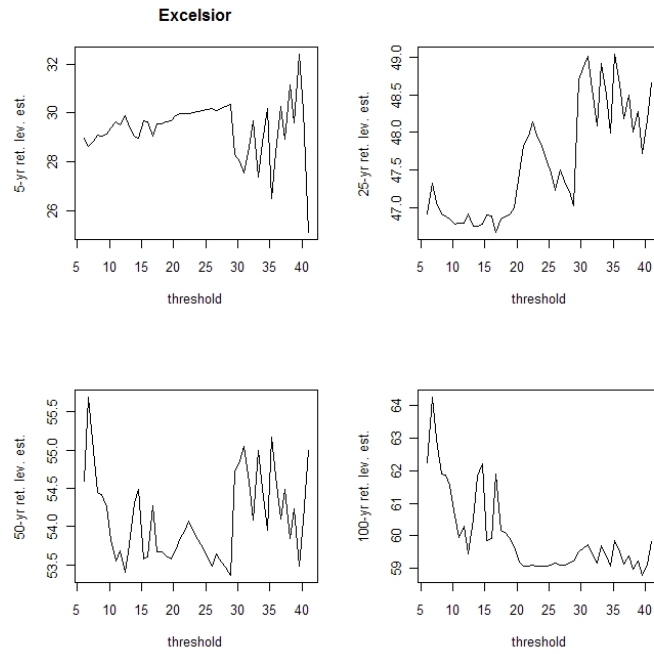 Excelsior
5-yr ret. lev. est.
32
30
28
26
5 10 15 20 25 30 35 40
threshold
25-yr ret. lev. est.
49.0
48.5
48.0
47.5
47.0
5 10 15 20 25 30 35 40
threshold
50-yr ret. lev. est.
55.5
55.0
54.5
54.0
53.5
5 10 15 20 25 30 35 40
threshold
100-yr ret. lev. est.
64
63
62
61
60
59
5 10 15 20 25 30 35 40
threshold